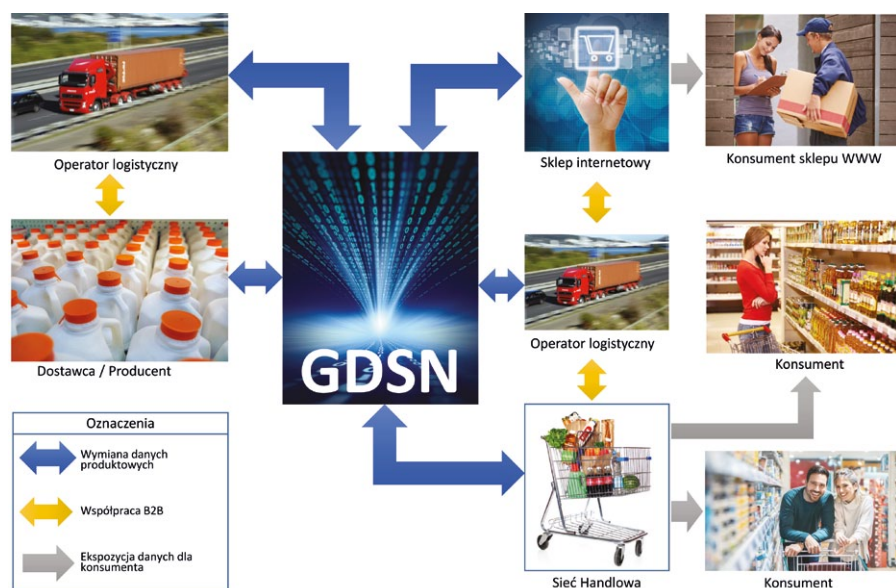 Operator logistyczny
Sklep internetowy
Konsument sklepu WWW
GDSN
Dostawca / Producent
Operator logistyczny
Konsument
Oznaczenia
Wymiana danych
produktowych
Współpraca B2B
Ekspozycja danych dla
konsumenta
Sieć Handlowa
Konsument